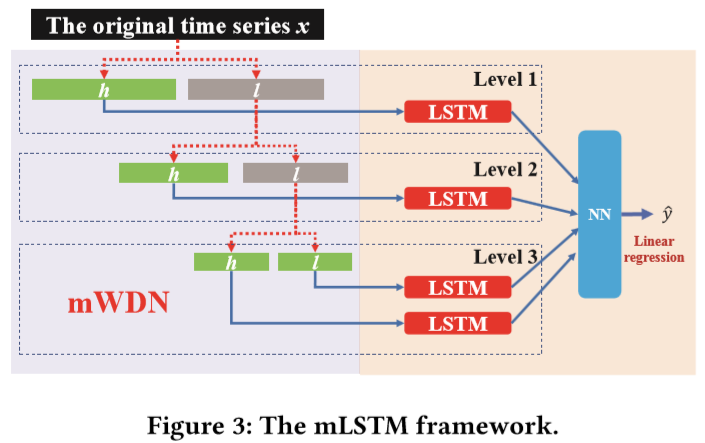 The original time series x
h
l
Level 1
LSTM
h
l
Level 2
LSTM
NN
ŷ
Linear
regression
h
l
Level 3
mWDN
LSTM
LSTM
Figure 3: The mLSTM framework.